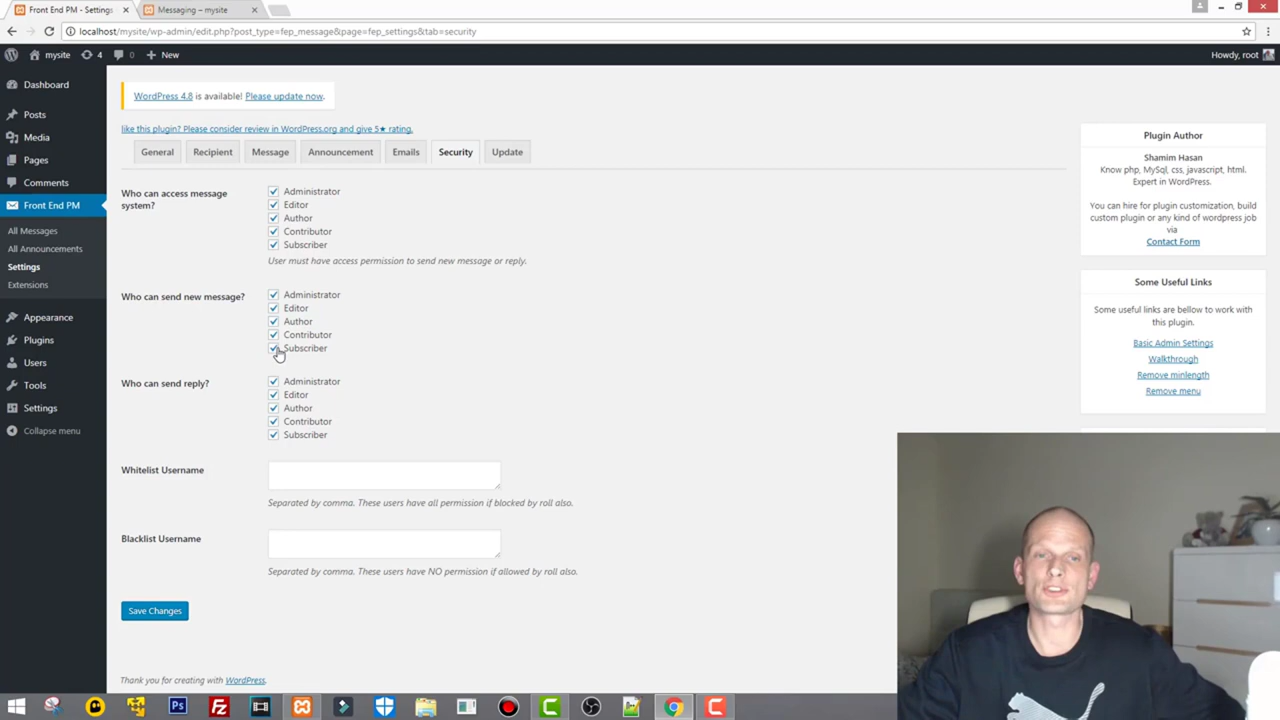 Front End PM - Settings
Messaging – mysite
localhost/mysite/wp-admin/edit.php?post_type=fep_message&page=fep_settings&tab=security
mysite
4
0
New
Howdy, root
Dashboard
Posts
Media
Pages
Comments
Front End PM
All Messages
All Announcements
Settings
Extensions
Appearance
Plugins
Users
Tools
Settings
Collapse menu
WordPress 4.8 is available! Please update now.
like this plugin? Please consider review in WordPress.org and give 5★ rating.
General
Recipient
Message
Announcement
Emails
Security
Update
Who can access message
system?
Administrator
Editor
Author
Contributor
Subscriber
User must have access permission to send new message or reply.
Who can send new message?
Administrator
Editor
Author
Contributor
Subscriber
Who can send reply?
Administrator
Editor
Author
Contributor
Subscriber
Whitelist Username
Separated by comma. These users have all permission if blocked by roll also.
Blacklist Username
Separated by comma. These users have NO permission if allowed by roll also.
Save Changes
Thank you for creating with WordPress.
Plugin Author
Shamim Hasan
Know php, MySql, css, javascript, html.
Expert in WordPress.
You can hire for plugin customization, build
custom plugin or any kind of wordpress job
via
Contact Form
Some Useful Links
Some useful links are bellow to work with
this plugin.
Basic Admin Settings
Walkthrough
Remove minlength
Remove menu
Ps
Fz
C
C